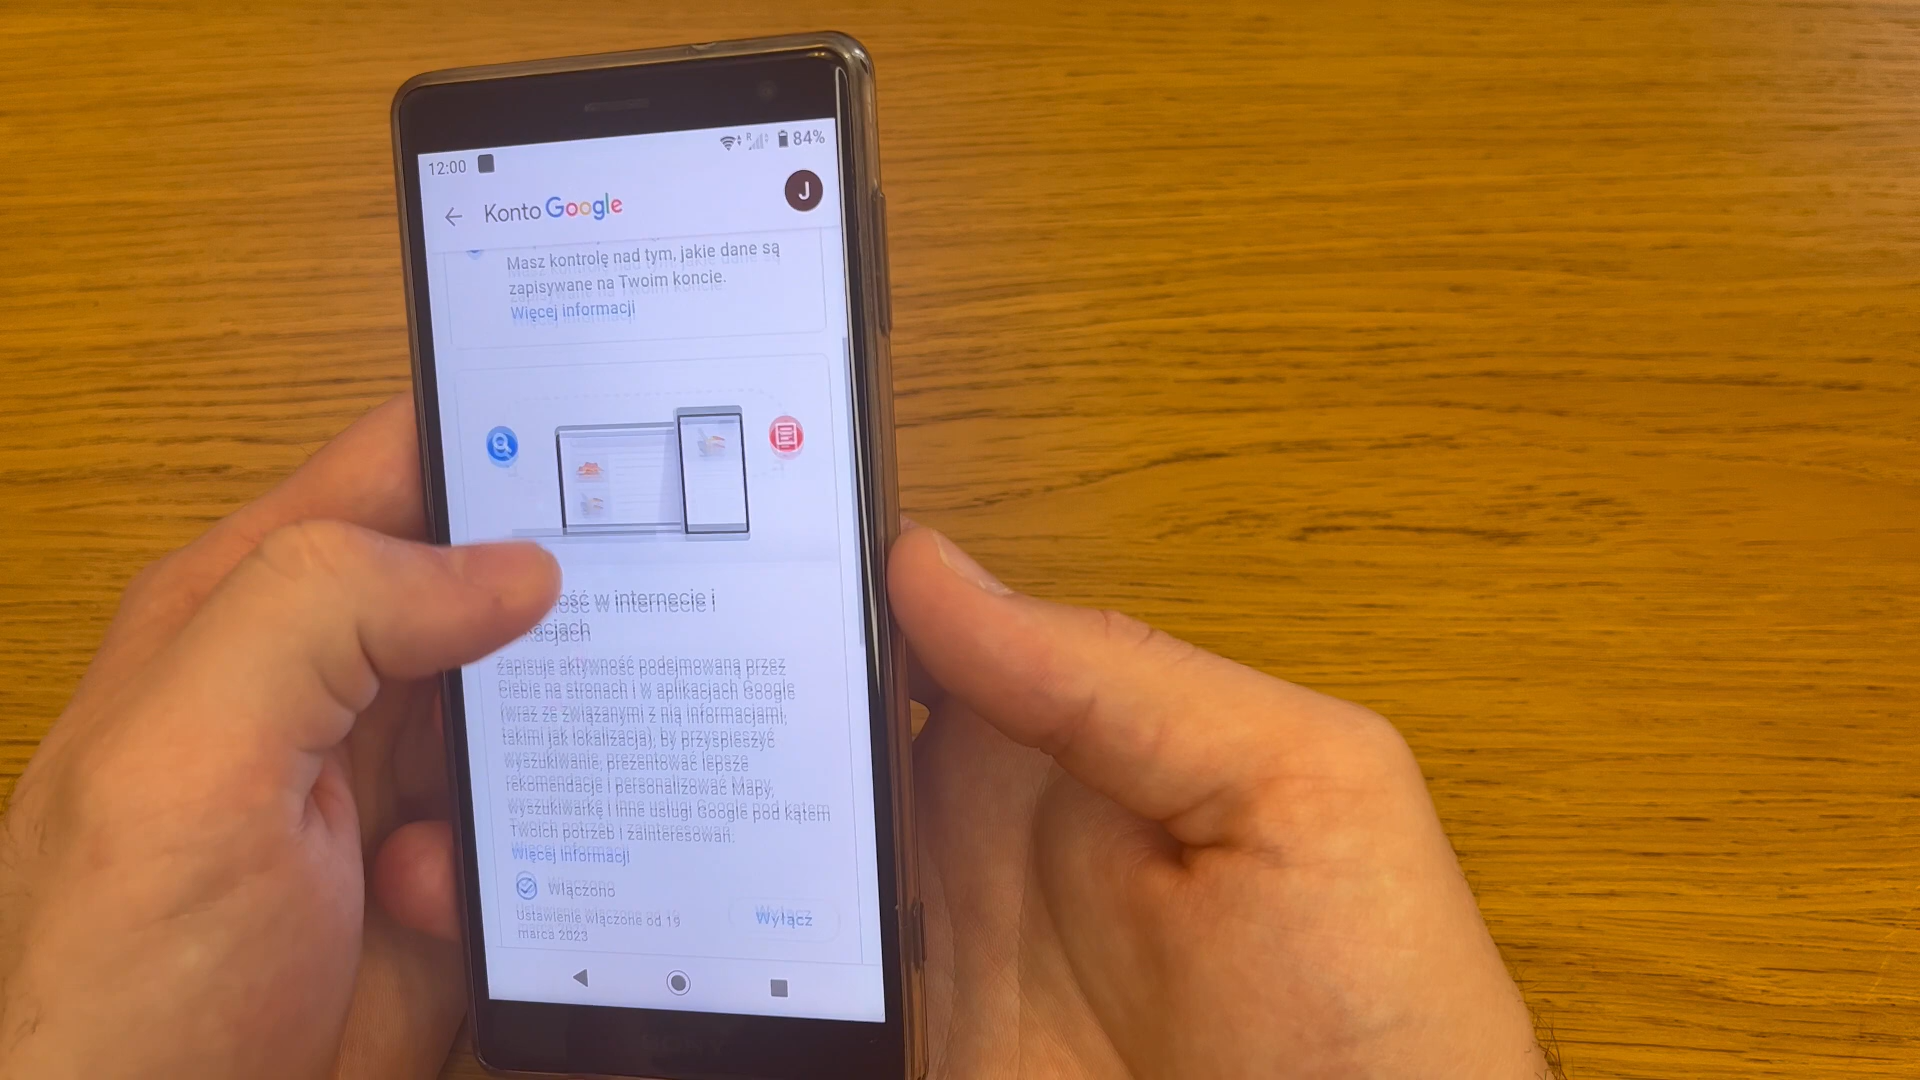 12:00
R
84%
Konto Google
J
Masz kontrolę nad tym, jakie dane są
zapisywane na Twoim koncie.
Więcej informacji
ość w internecie i
kacjach
Zapisuje aktywność podejmowaną przez
Ciebie na stronach i w aplikacjach Google
(wraz ze związanymi z nią informacjami,
takimi jak lokalizacja), by przyspieszyć
wyszukiwanie, prezentować lepsze
rekomendacje i personalizować Mapy,
wyszukiwarkę i inne usługi Google pod kątem
Twoich potrzeb i zainteresowań.
Więcej informacji
Włączono
Ustawienie włączone od 19
marca 2023
Wyłącz
SONY